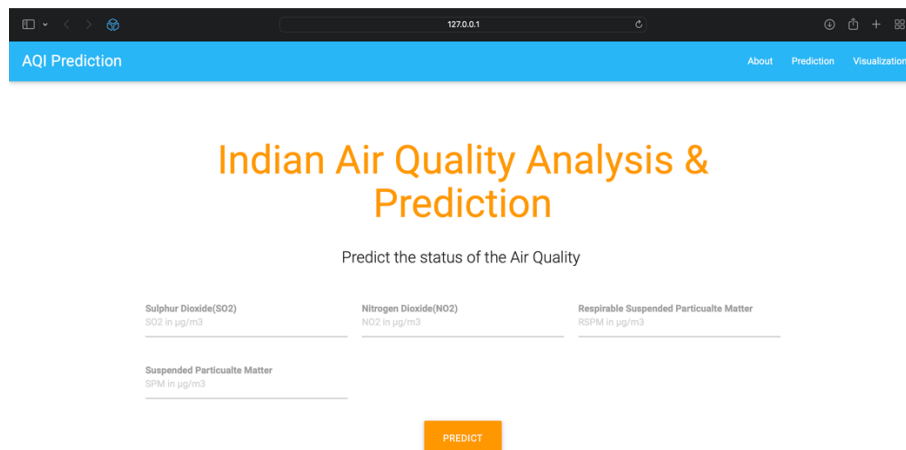 127.0.0.1
AQI Prediction
About Prediction Visualization
Indian Air Quality Analysis &
Prediction
Predict the status of the Air Quality
Sulphur Dioxide(SO2) Nitrogen Dioxide(NO2) Respirable Suspended Particualte Matter
SO2 in µg/m3 NO2 in µg/m3 RSPM in µg/m3
Suspended Particualte Matter
SPM in µg/m3
PREDICT